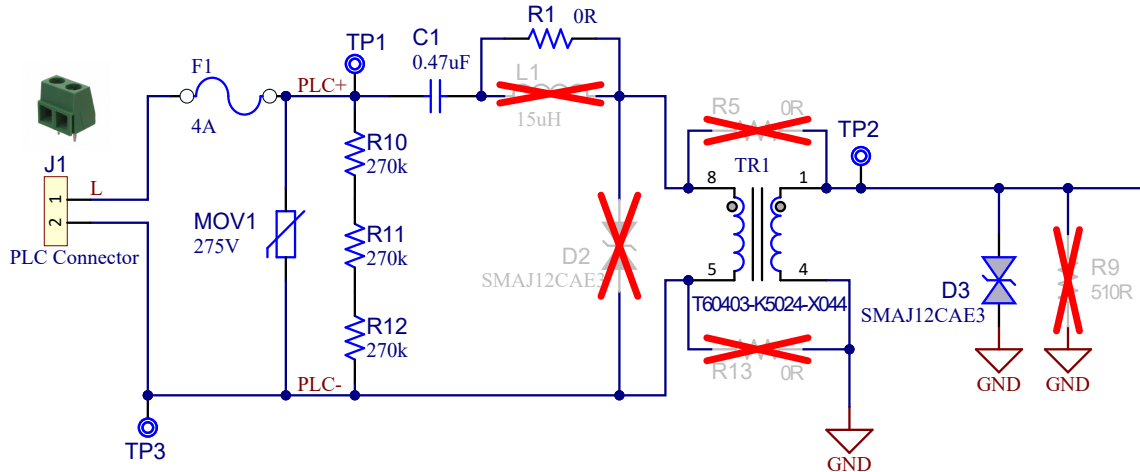 R1 0R
TP1
C1
0.47uF
F1
4A
PLC+
L1
15uH
R5 0R
TP2
R10
270k
TR1
J1
L
1
2
PLC Connector
8
1
MOV1
275V
R11
270k
D2
SMAJ12CAE3
5
4
T60403-K5024-X044
D3
SMAJ12CAE3
R9
510R
R12
270k
R13 0R
PLC-
GND
GND
TP3
GND